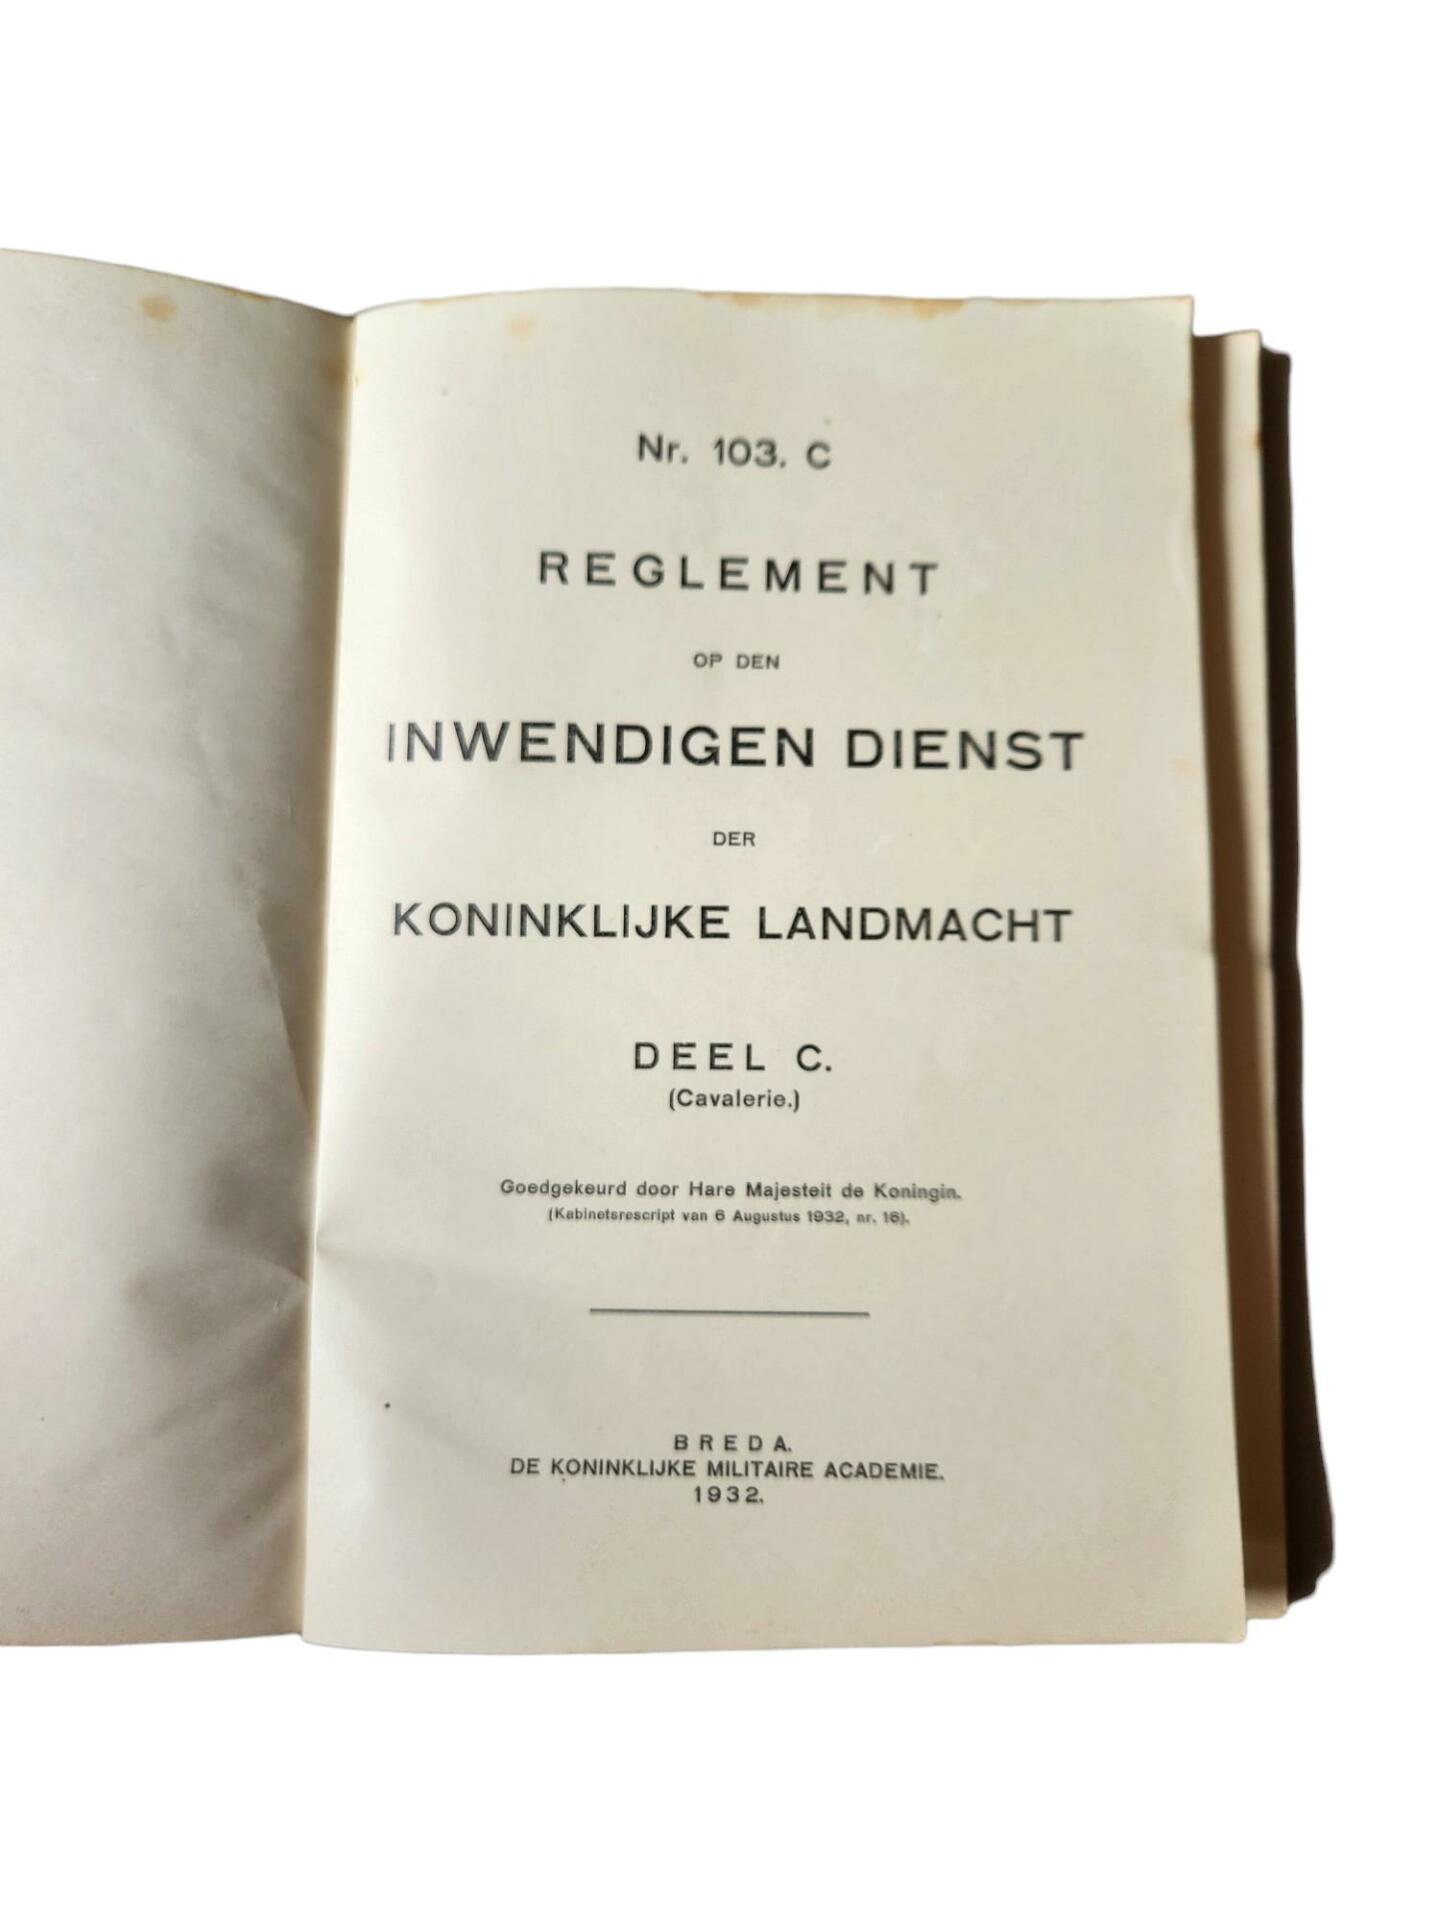 Nr. 103. C
REGLEMENT
OP DEN
INWENDIGEN DIENST
DER
KONINKLIJKE LANDMACHT
DEEL C.
(Cavalerie.)
Goedgekeurd door Hare Majesteit de Koningin.
(Kabinetsrescript van 6 Augustus 1932, nr. 16).
BREDA.
DE KONINKLIJKE MILITAIRE ACADEMIE.
1932.